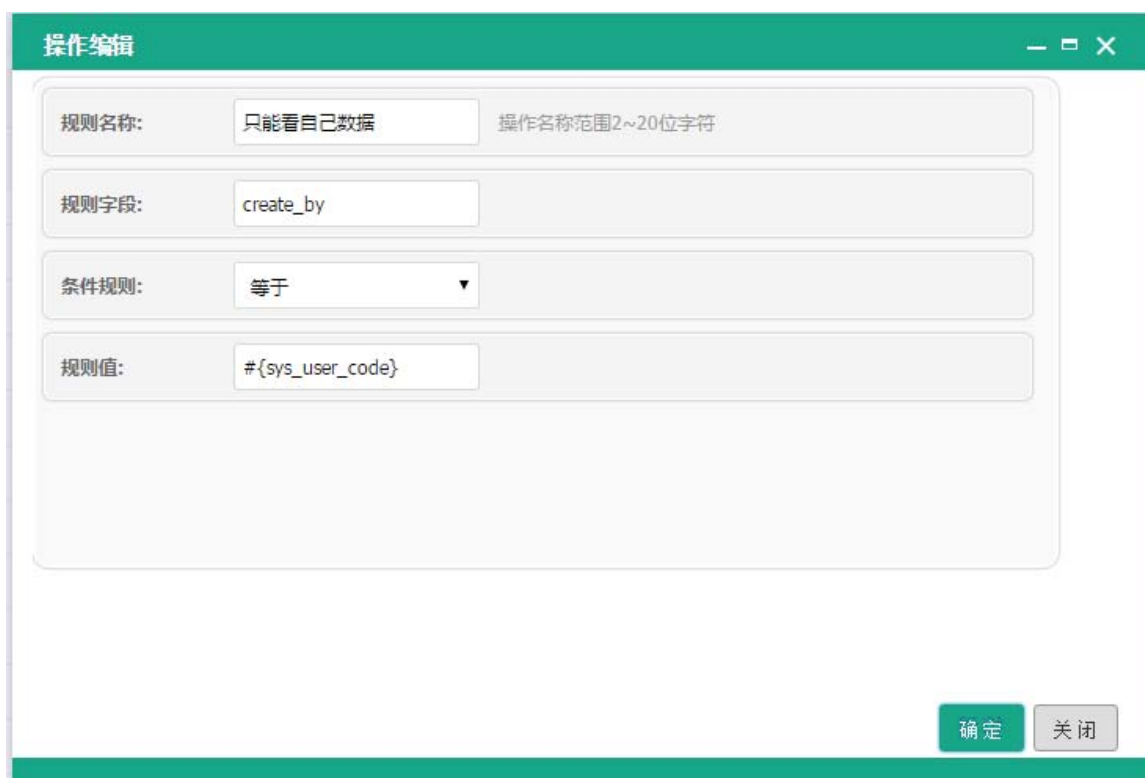 操作编辑
规则名称: 只能看自己数据 操作名称范围2~20位字符
规则字段: create_by
条件规则: 等于
规则值: #{sys_user_code}
确定 关闭